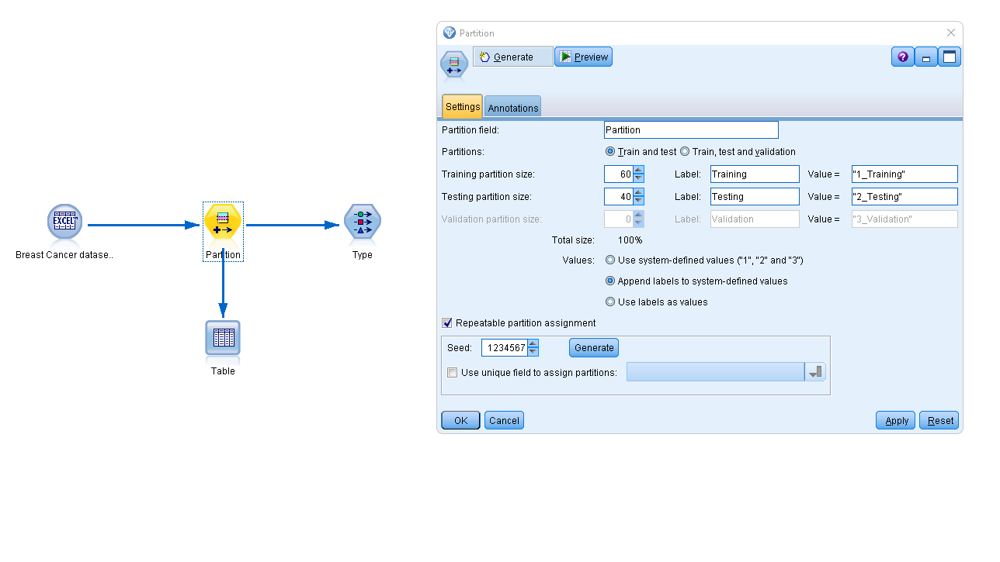 Partition
Generate Preview
Settings Annotations
Partition field: Partition
Partitions: Train and test Train, test and validation
Training partition size: 60 Label: Training Value = "1_Training"
Testing partition size: 40 Label: Testing Value = "2_Testing"
Validation partition size: 0 Label: Validation Value = "3_Validation"
Total size: 100%
Values: Use system-defined values ("1", "2" and "3")
Append labels to system-defined values
Use labels as values
Repeatable partition assignment
Seed: 1234567 Generate
Use unique field to assign partitions:
OK Cancel Apply Reset
EXCEL™
Breast Cancer datase.. Partition Type
Table